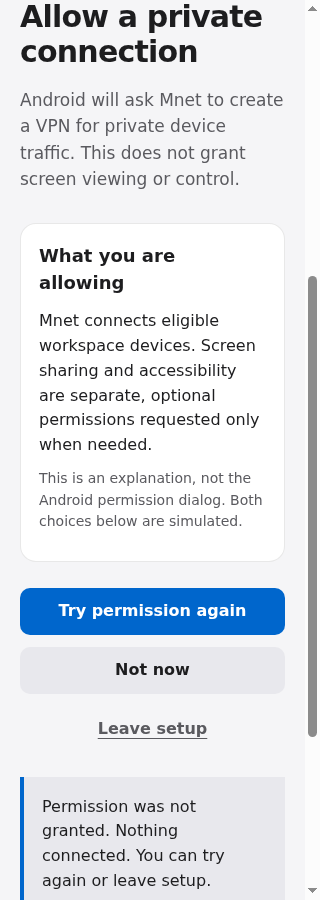 Allow a private
connection
Android will ask Mnet to create
a VPN for private device
traffic. This does not grant
screen viewing or control.
What you are
allowing
Mnet connects eligible
workspace devices. Screen
sharing and accessibility
are separate, optional
permissions requested only
when needed.
This is an explanation, not the
Android permission dialog. Both
choices below are simulated.
Try permission again
Not now
Leave setup
Permission was not
granted. Nothing
connected. You can try
again or leave setup.